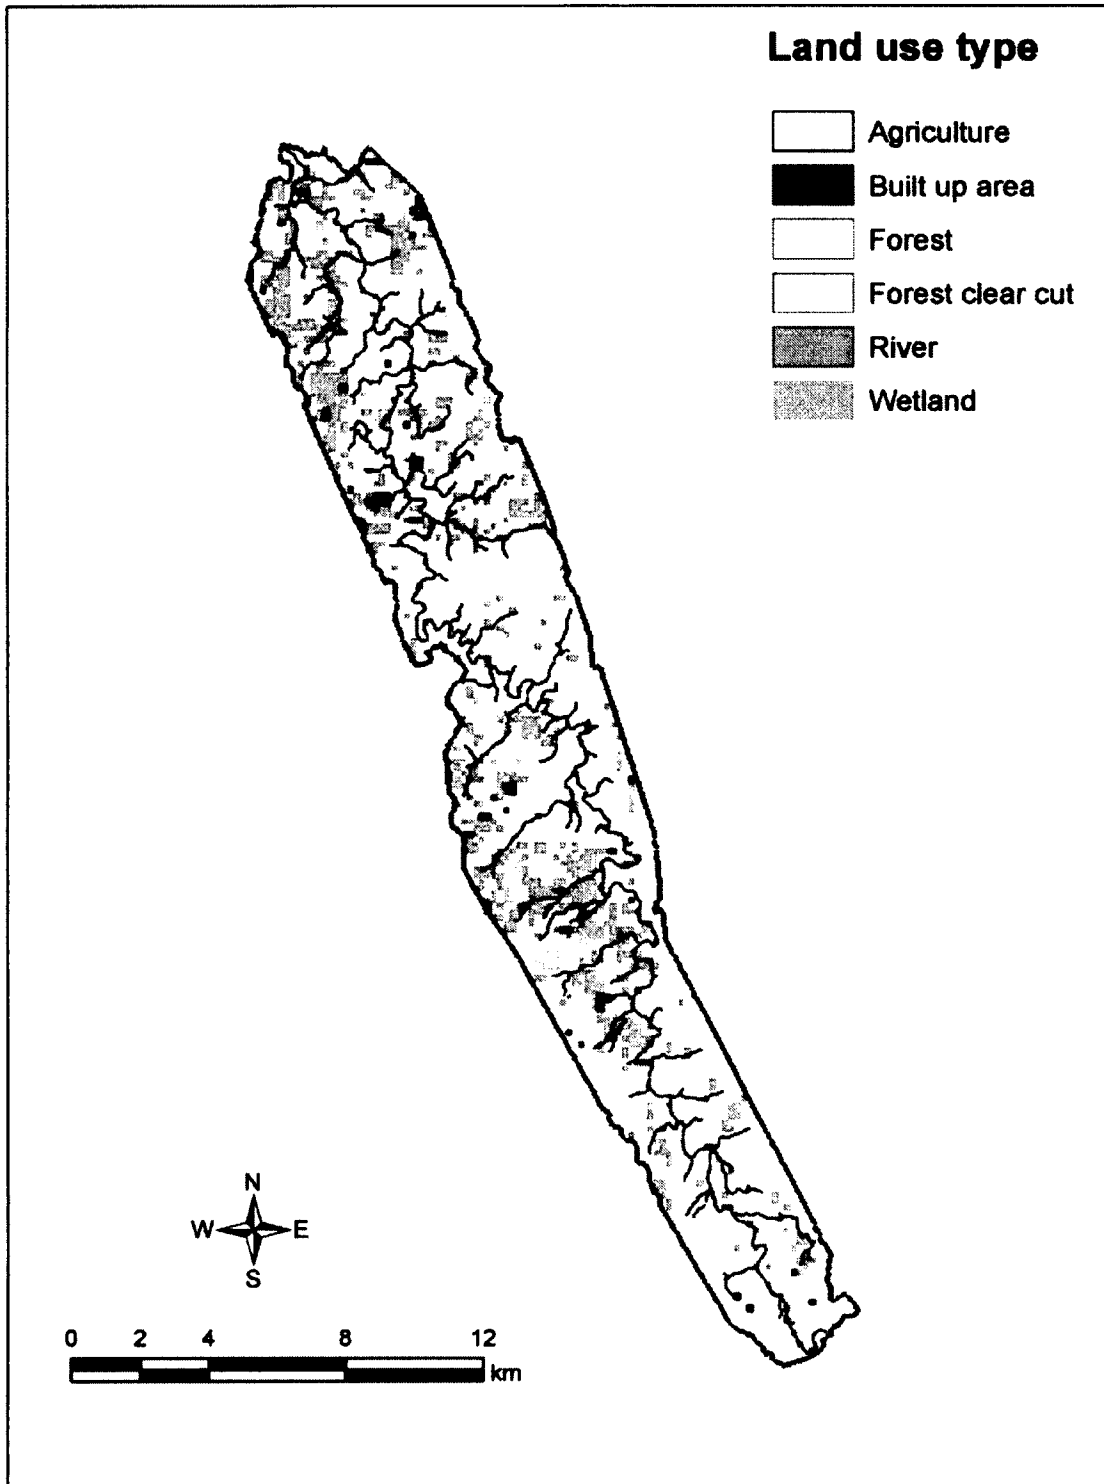 Land use type
Agriculture
Built up area
Forest
Forest clear cut
River
Wetland
N
W E
S
0 2 4 8 12
km